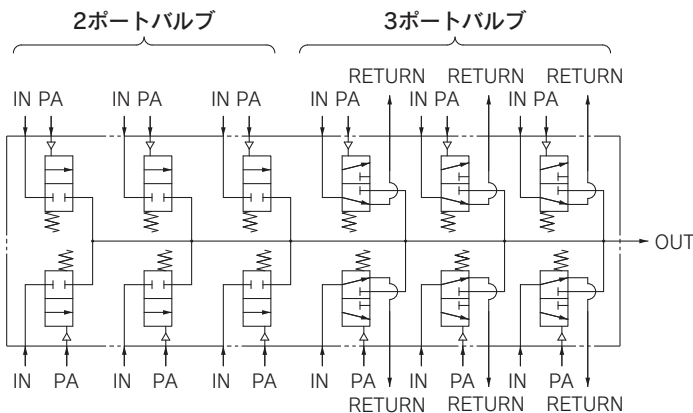 2ポートバルブ 3ポートバルブ
RETURN RETURN RETURN
IN PA IN PA IN PA IN PA IN PA IN PA
OUT
IN PA IN PA IN PA IN PA IN PA IN PA
RETURN RETURN RETURN